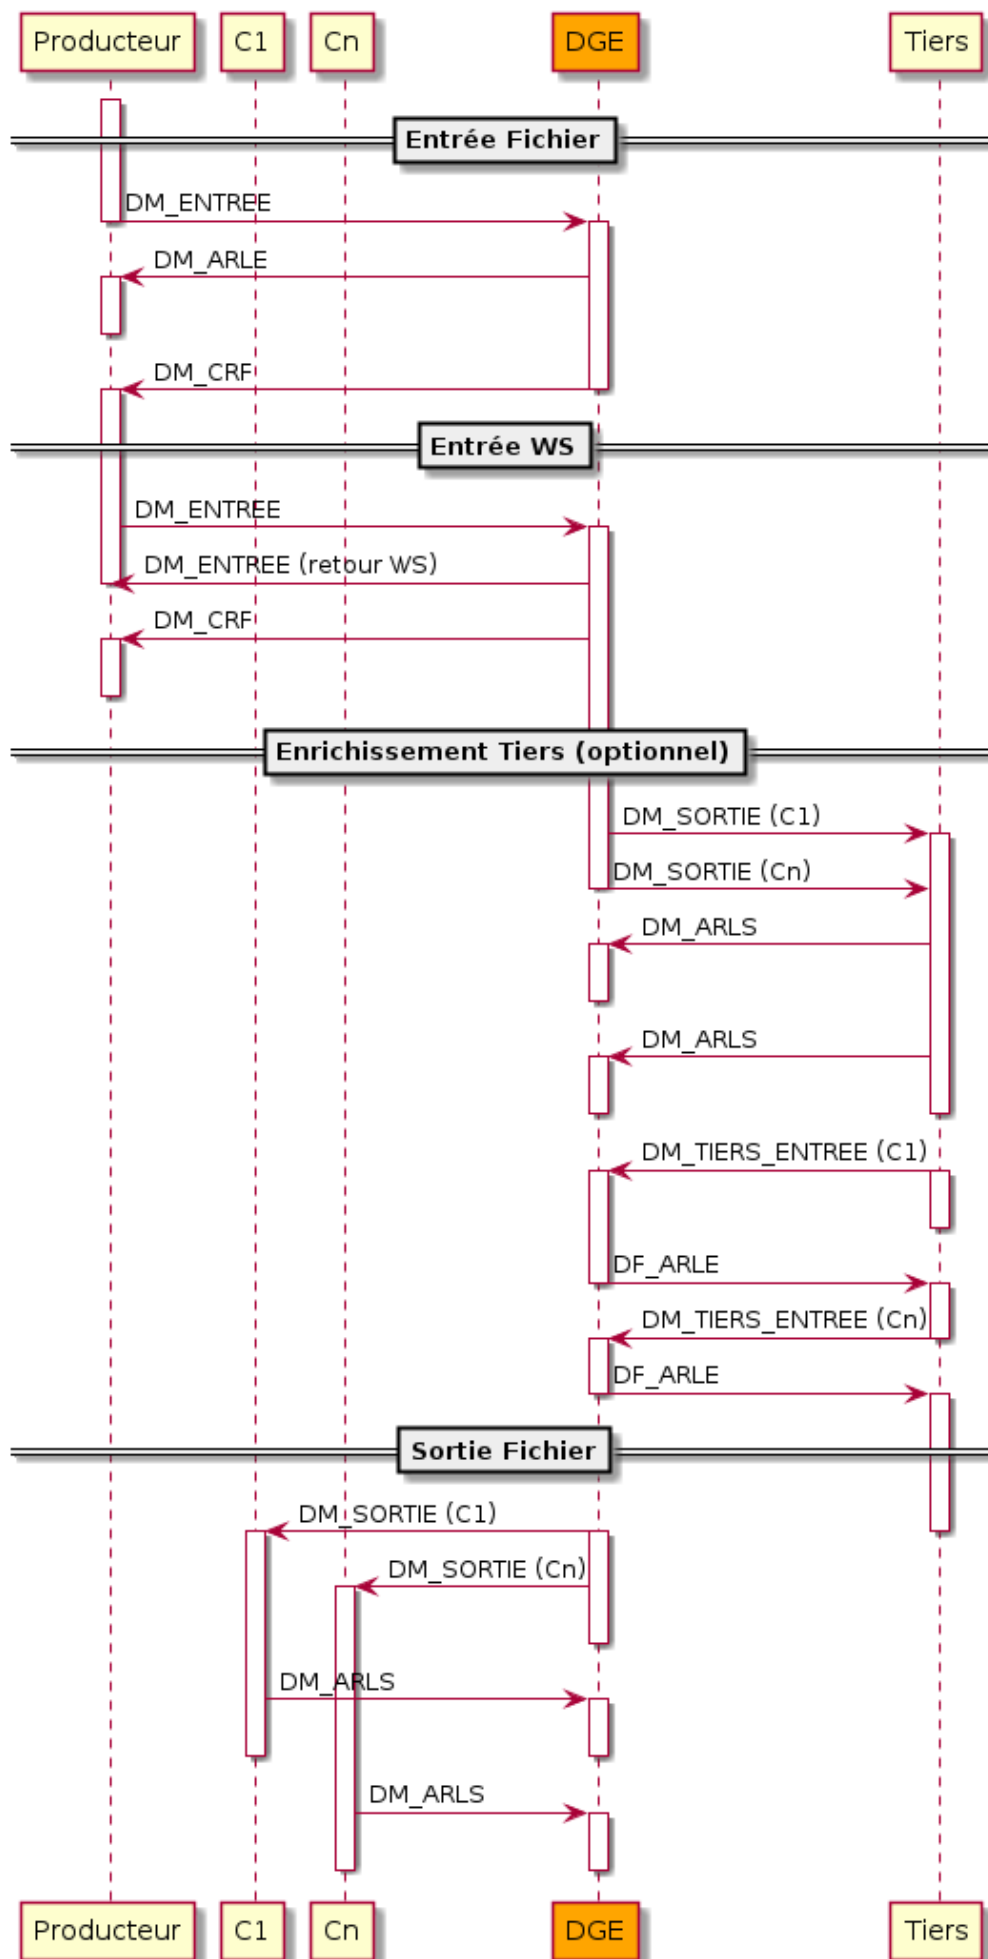 Producteur C1 Cn DGE Tiers
Entrée Fichier
DM_ENTREE
DM_ARLE
DM_CRF
Entrée WS
DM_ENTREE
DM_ENTREE (retour WS)
DM_CRF
Enrichissement Tiers (optionnel)
DM_SORTIE (C1)
DM_SORTIE (Cn)
DM_ARLS
DM_ARLS
DM_TIERS_ENTREE (C1)
DF_ARLE
DM_TIERS_ENTREE (Cn)
DF_ARLE
Sortie Fichier
DM_SORTIE (C1)
DM_SORTIE (Cn)
DM_ARLS
DM_ARLS
Producteur C1 Cn DGE Tiers